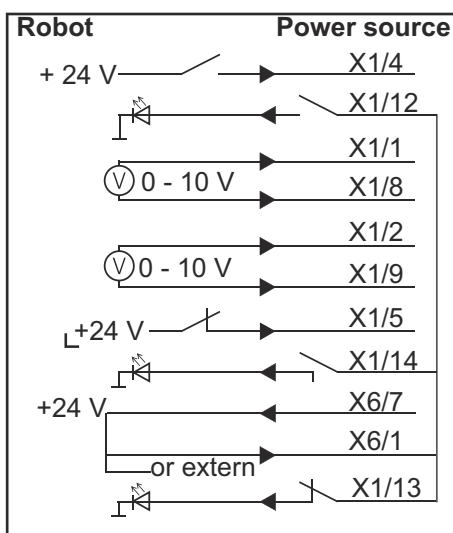 Robot Power source
+ 24 V X1/4
X1/12
X1/1
V 0 - 10 V
X1/8
X1/2
V 0 - 10 V
X1/9
+24 V X1/5
X1/14
+24 V X6/7
X6/1
or extern
X1/13